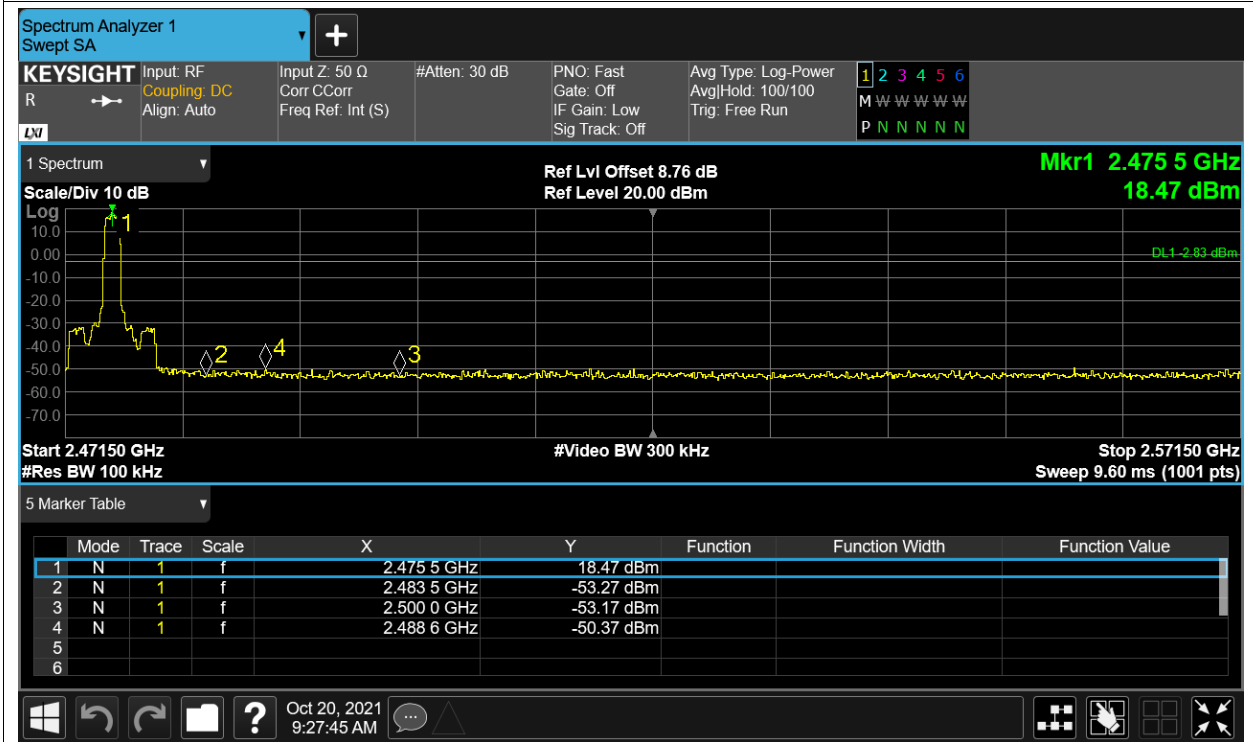 Spectrum Analyzer 1
Swept SA
KEYSIGHT Input: RF Input Z: 50 Ω #Atten: 30 dB PNO: Fast Avg Type: Log-Power 1 2 3 4 5 6
R Coupling: DC Corr CCorr Gate: Off Avg|Hold: 100/100 M W W W W W
Align: Auto Freq Ref: Int (S) IF Gain: Low Trig: Free Run
LXI Sig Track: Off P N N N N N
1 Spectrum Ref Lvl Offset 8.76 dB Mkr1 2.475 5 GHz
Scale/Div 10 dB Ref Level 20.00 dBm 18.47 dBm
Log
1
10.0
0.00 DL1 -2.83 dBm
-10.0
-20.0
-30.0
-40.0
2 4 3
-50.0
-60.0
-70.0
Start 2.47150 GHz #Video BW 300 kHz Stop 2.57150 GHz
#Res BW 100 kHz Sweep 9.60 ms (1001 pts)
5 Marker Table
Mode Trace Scale X Y Function Function Width Function Value
1 N 1 f 2.475 5 GHz 18.47 dBm
2 N 1 f 2.483 5 GHz -53.27 dBm
3 N 1 f 2.500 0 GHz -53.17 dBm
4 N 1 f 2.488 6 GHz -50.37 dBm
5
6
? Oct 20, 2021
9:27:45 AM